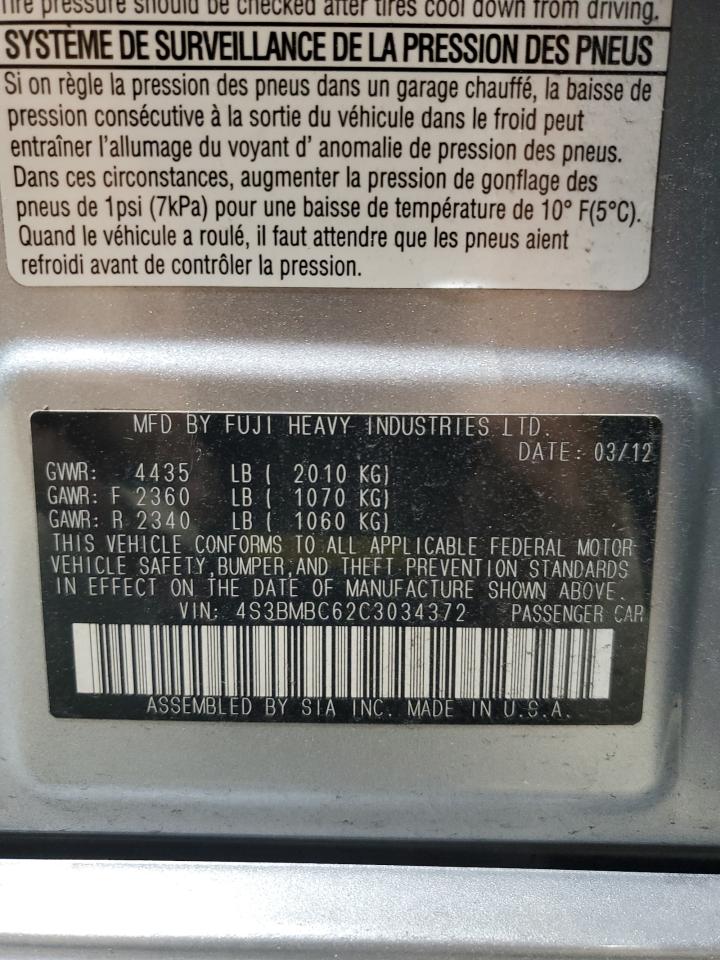 Tire pressure should be checked after tires cool down from driving.
SYSTÈME DE SURVEILLANCE DE LA PRESSION DES PNEUS
Si on règle la pression des pneus dans un garage chauffé, la baisse de
pression consécutive à la sortie du véhicule dans le froid peut
entraîner l'allumage du voyant d' anomalie de pression des pneus.
Dans ces circonstances, augmenter la pression de gonflage des
pneus de 1psi (7kPa) pour une baisse de température de 10° F(5°C).
Quand le véhicule a roulé, il faut attendre que les pneus aient
refroidi avant de contrôler la pression.
MFD BY FUJI HEAVY INDUSTRIES LTD.
DATE: 03/12
GVWR: 4435 LB ( 2010 KG)
GAWR: F 2360 LB ( 1070 KG)
GAWR: R 2340 LB ( 1060 KG)
THIS VEHICLE CONFORMS TO ALL APPLICABLE FEDERAL MOTOR
VEHICLE SAFETY, BUMPER, AND THEFT PREVENTION STANDARDS
IN EFFECT ON THE DATE OF MANUFACTURE SHOWN ABOVE.
VIN: 4S3BMBC62C3034372 PASSENGER CAR
ASSEMBLED BY SIA INC. MADE IN U.S.A.